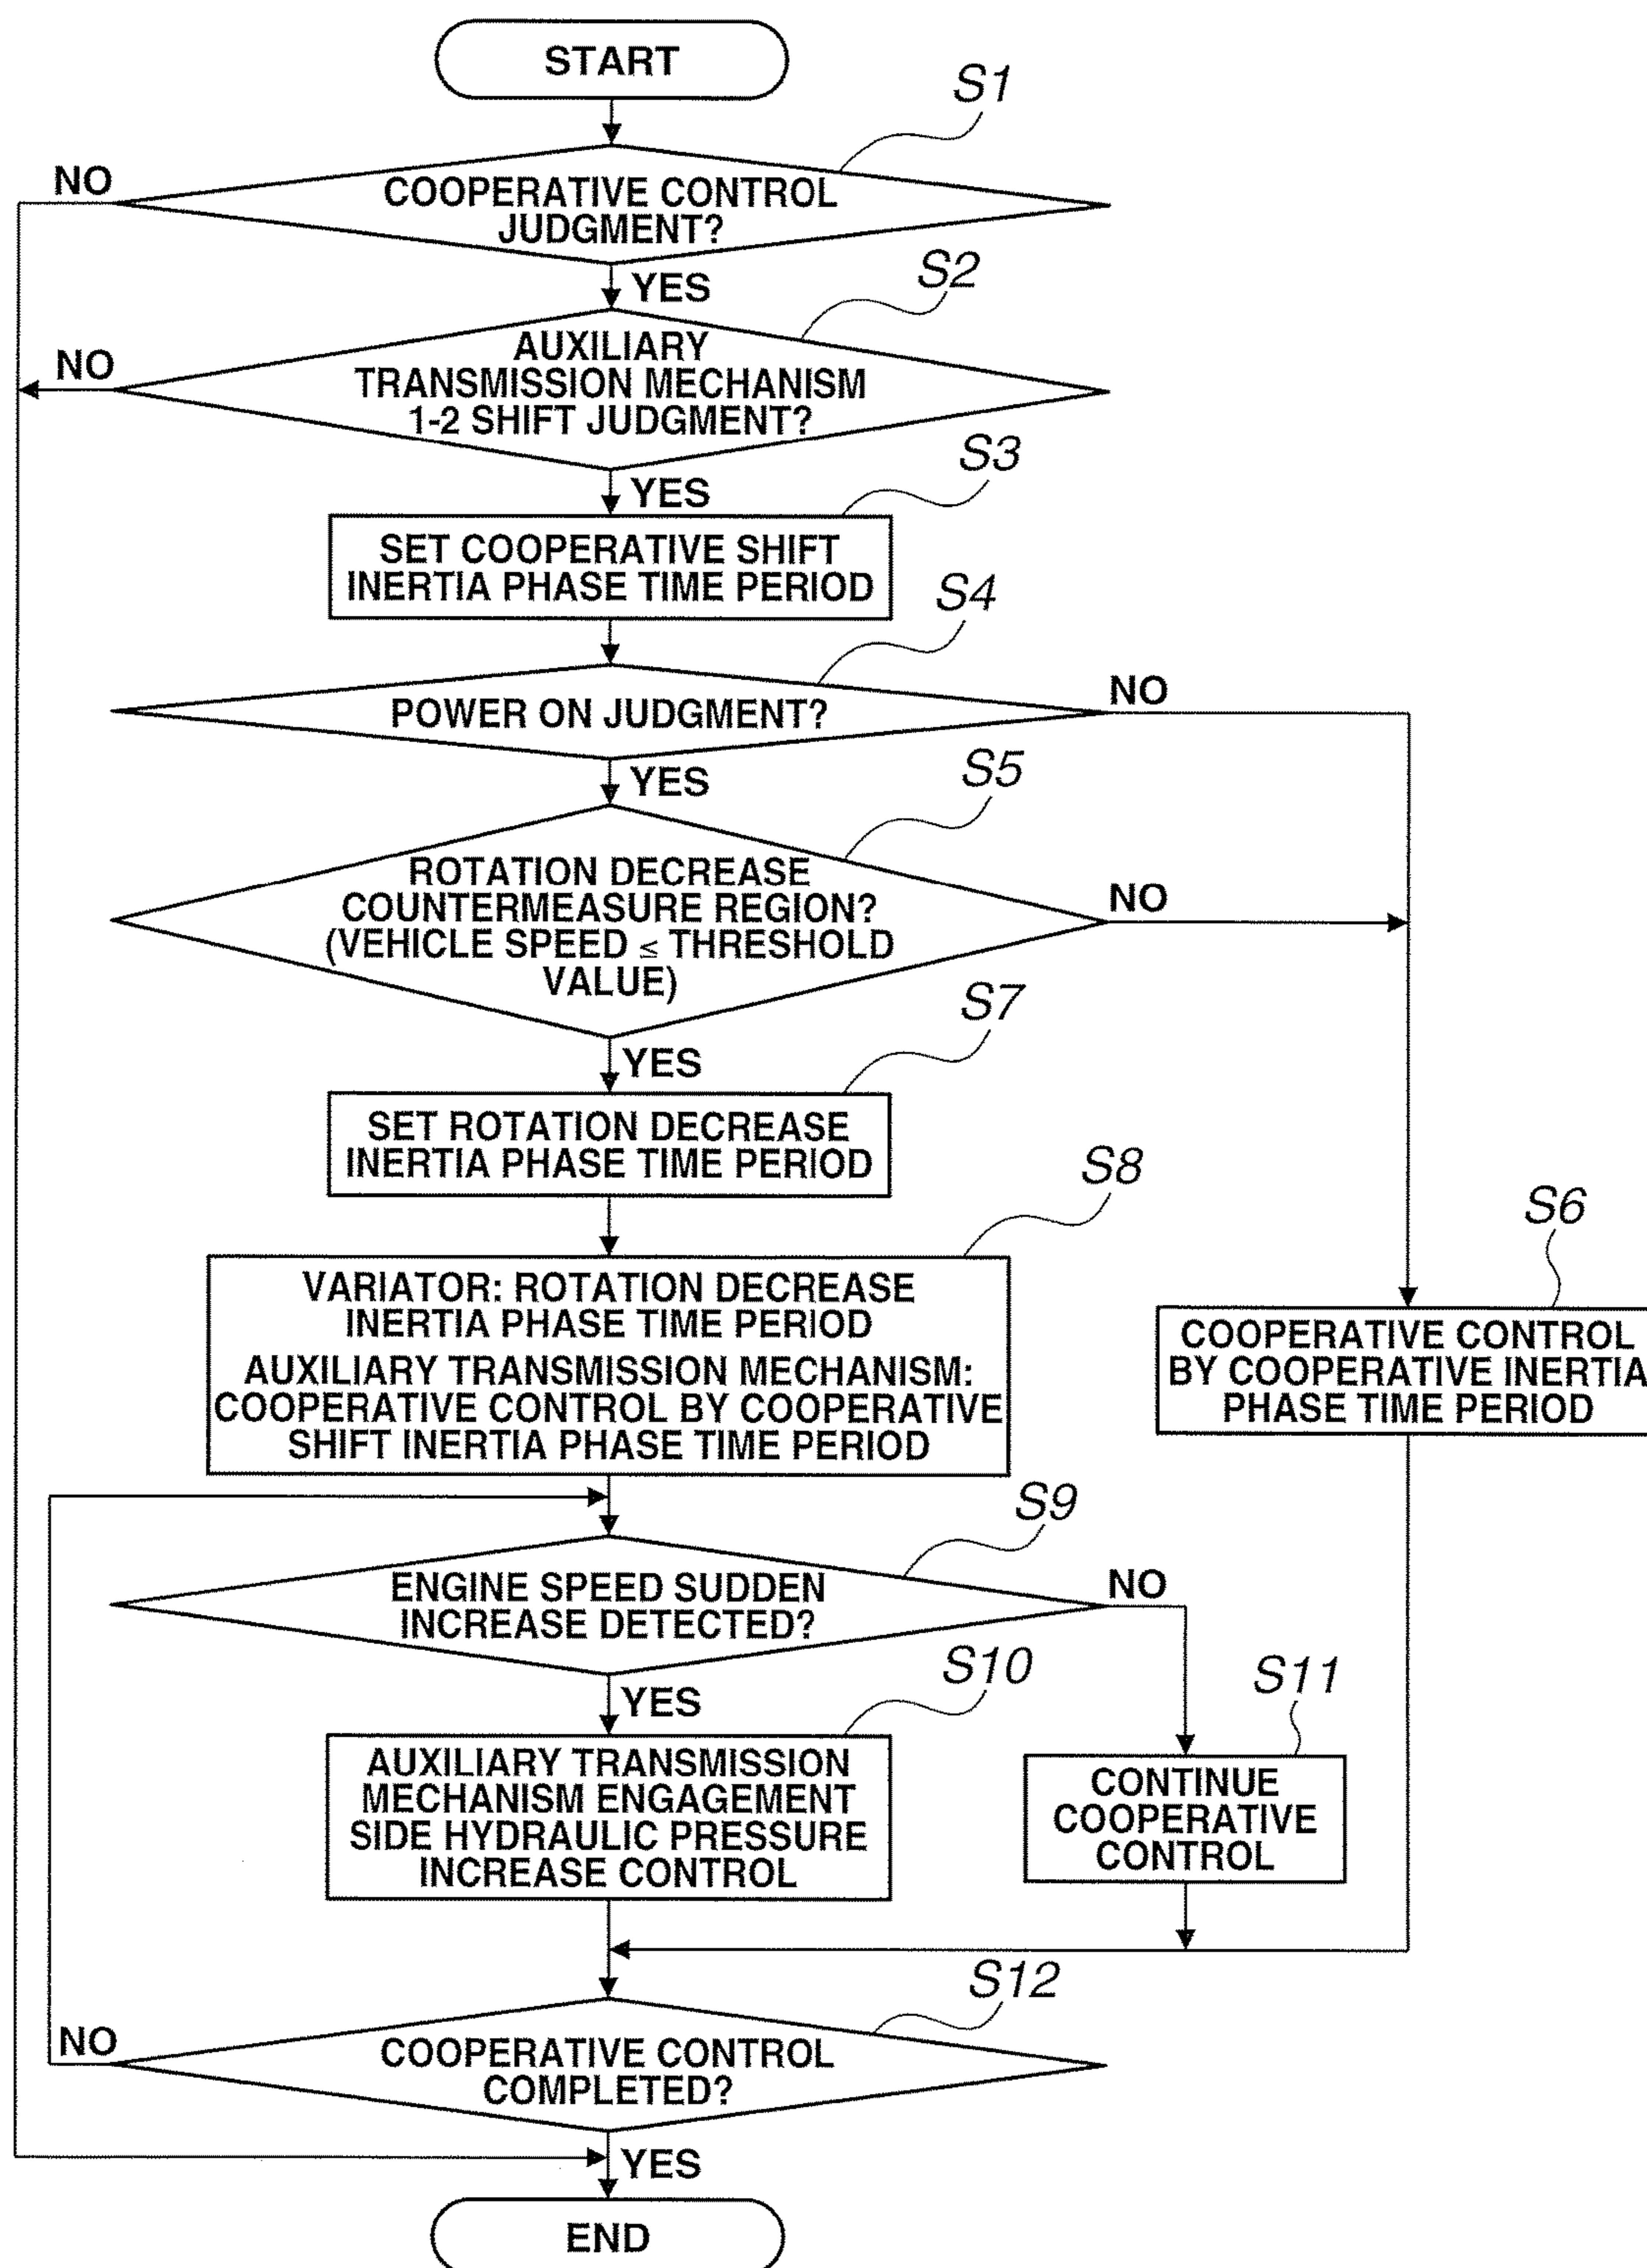 START
S1
NO
COOPERATIVE CONTROL
JUDGMENT?
YES
S2
NO
AUXILIARY
TRANSMISSION MECHANISM
1-2 SHIFT JUDGMENT?
YES
S3
SET COOPERATIVE SHIFT
INERTIA PHASE TIME PERIOD
S4
POWER ON JUDGMENT?
NO
YES
S5
ROTATION DECREASE
COUNTERMEASURE REGION?
(VEHICLE SPEED ≤ THRESHOLD
VALUE)
NO
YES
S7
SET ROTATION DECREASE
INERTIA PHASE TIME PERIOD
S8
VARIATOR: ROTATION DECREASE
INERTIA PHASE TIME PERIOD
AUXILIARY TRANSMISSION MECHANISM:
COOPERATIVE CONTROL BY COOPERATIVE
SHIFT INERTIA PHASE TIME PERIOD
S6
COOPERATIVE CONTROL
BY COOPERATIVE INERTIA
PHASE TIME PERIOD
S9
ENGINE SPEED SUDDEN
INCREASE DETECTED?
NO
YES
S10
AUXILIARY TRANSMISSION
MECHANISM ENGAGEMENT
SIDE HYDRAULIC PRESSURE
INCREASE CONTROL
S11
CONTINUE
COOPERATIVE
CONTROL
S12
NO
COOPERATIVE CONTROL
COMPLETED?
YES
END